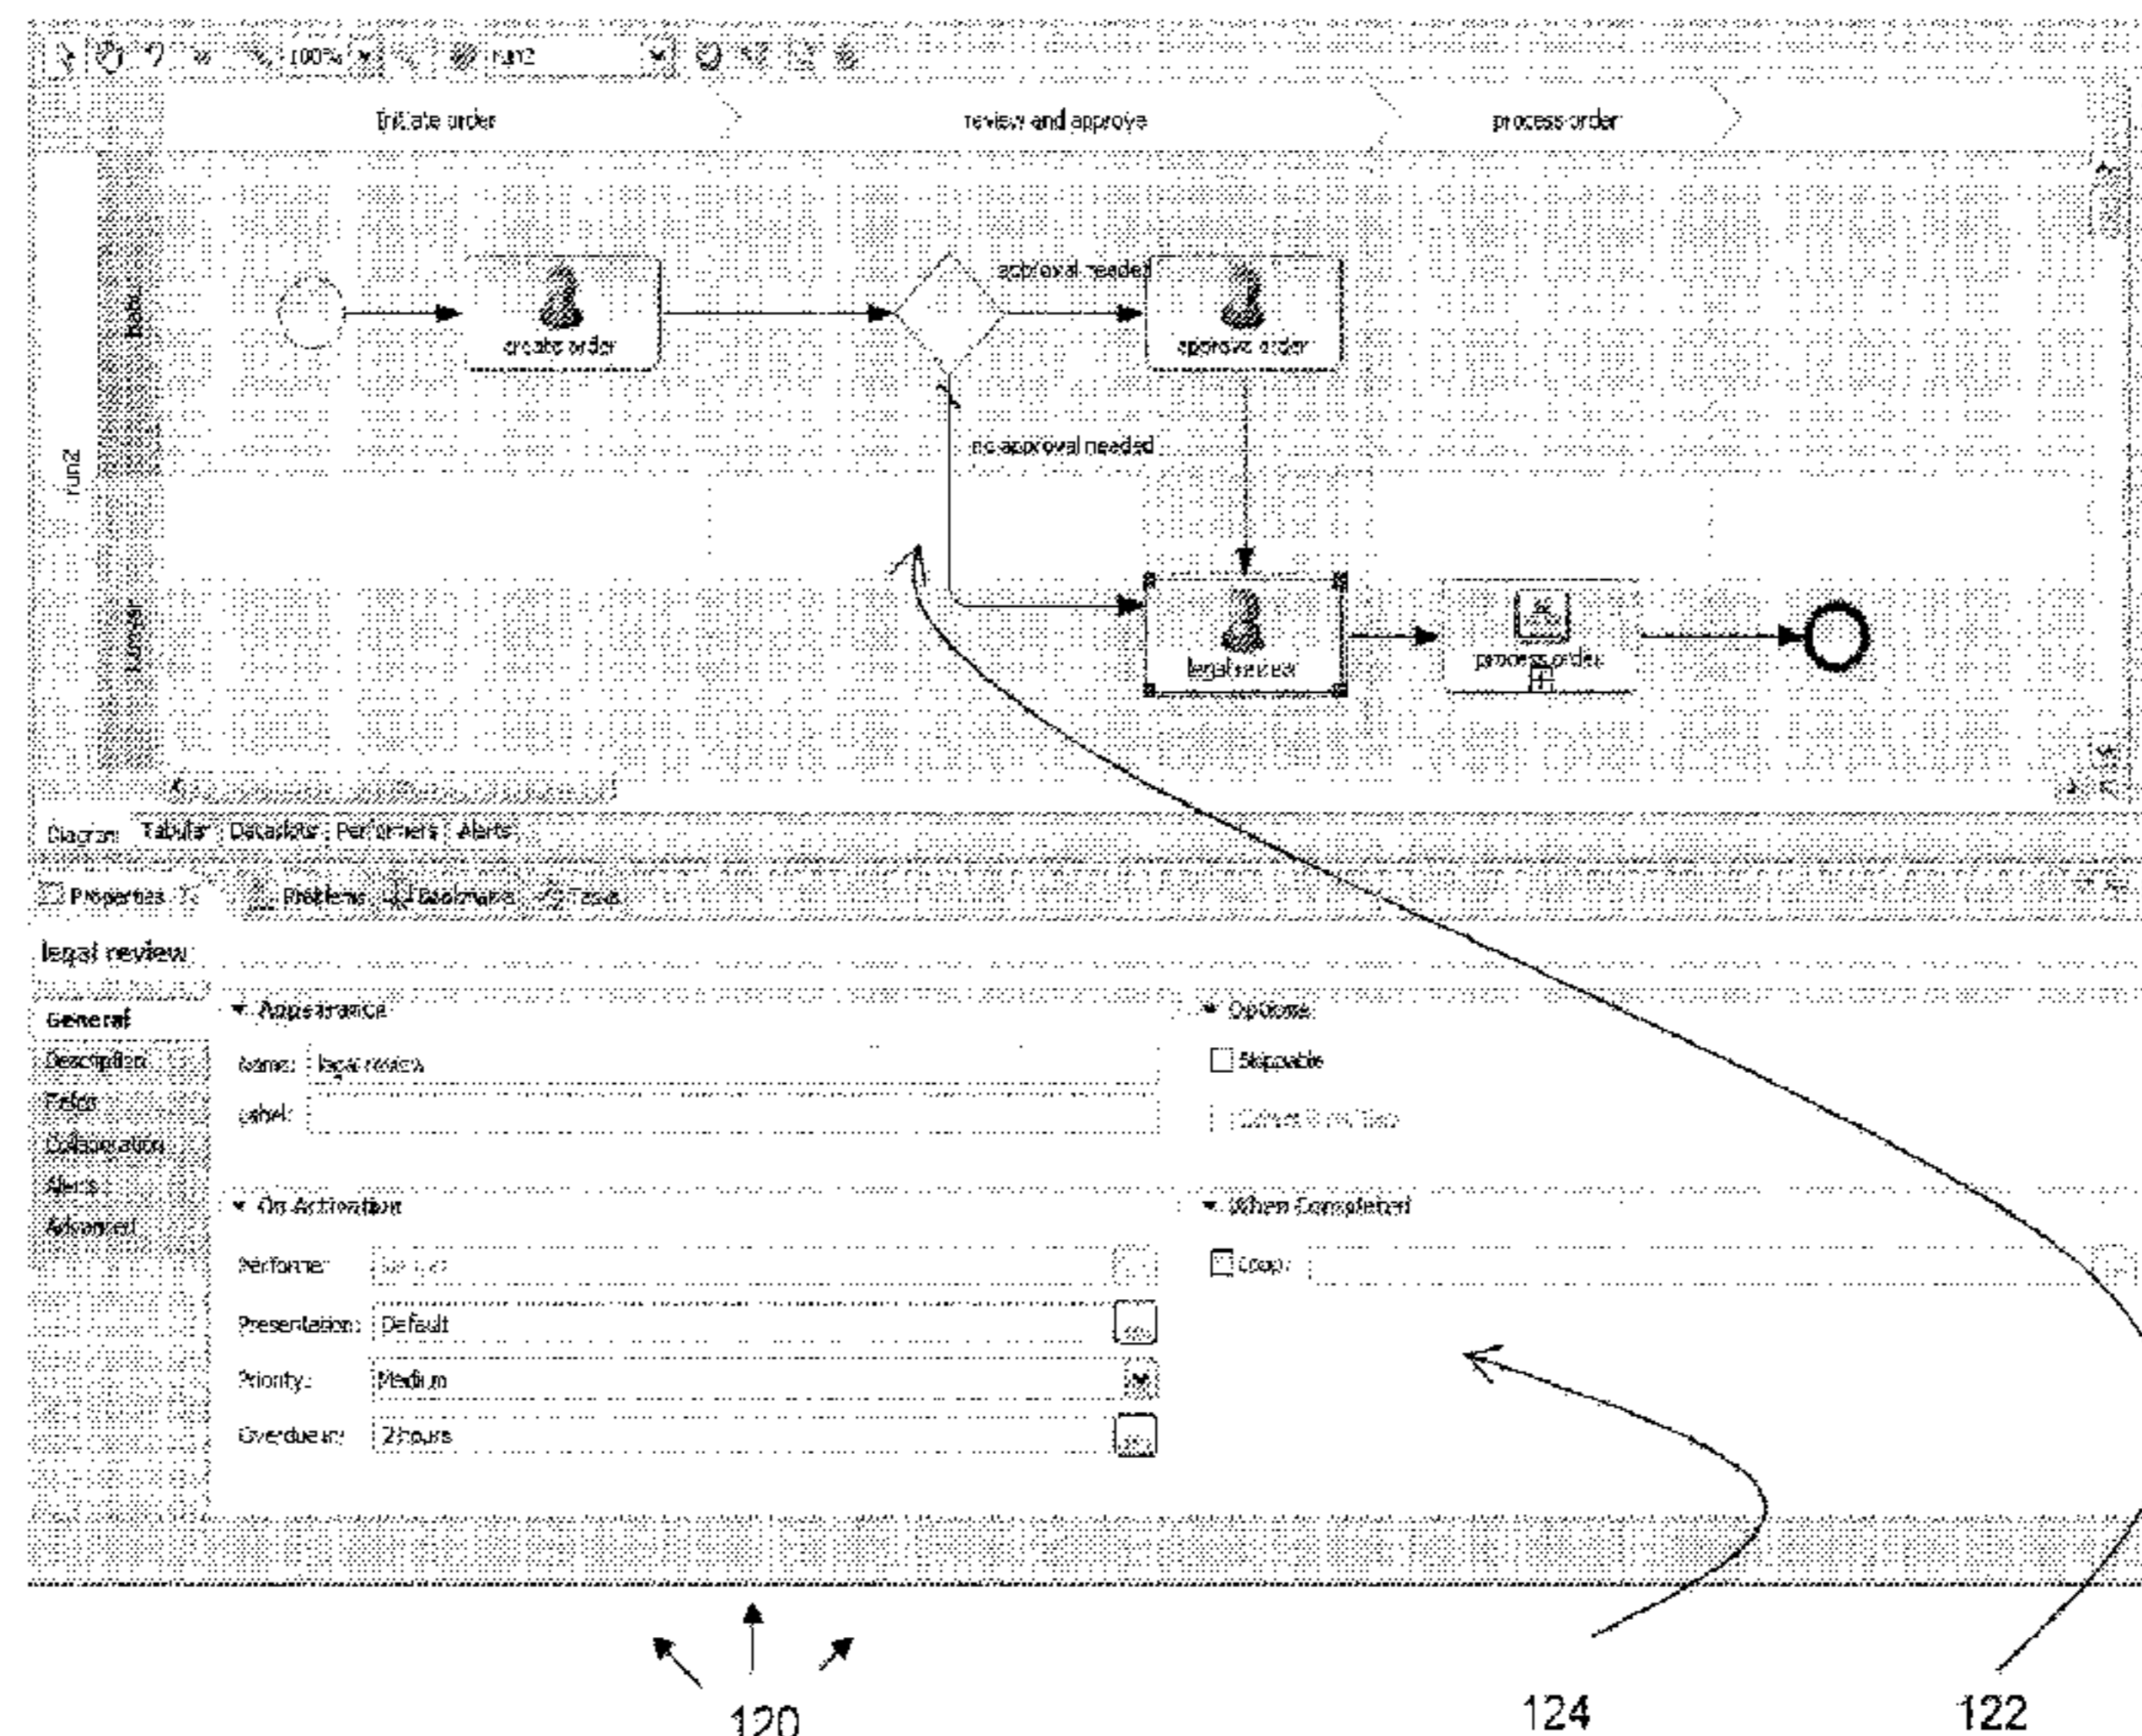 100% run2
initiate order review and approve process order
run2
approval needed
create order
approve order
no approval needed
legal review
process order
Diagram Tabular Dataslots Performers Alerts
Properties Problems Bookmarks Tasks
legal review
General
Description
Collaboration
Alerts
Advanced
Appearance
Name: legal review
Label:
Options
Skippable
On Activation
Performer
Presentation: Default
Priority: Medium
Overdue in: 2 hours
When Completed
120
124
122